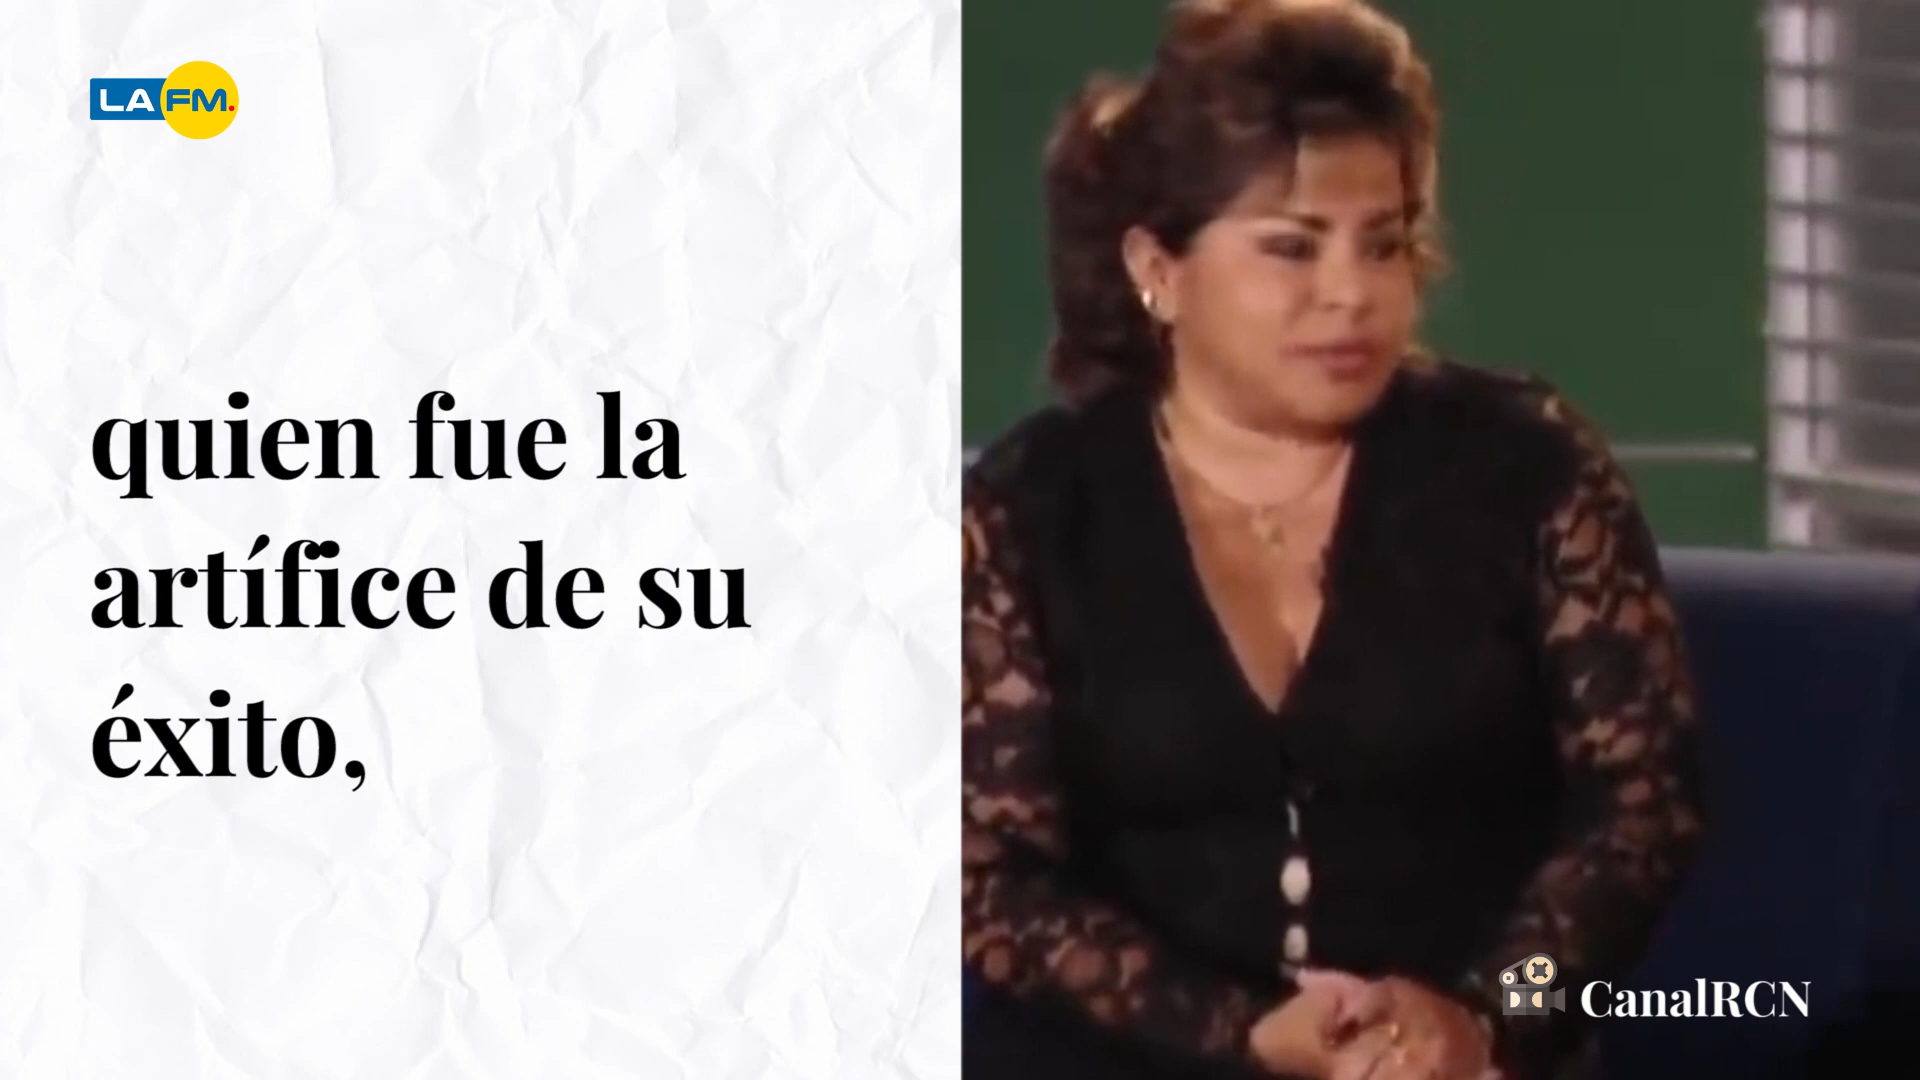 LA FM.
quien fue la
artífice de su
éxito,
CanalRCN